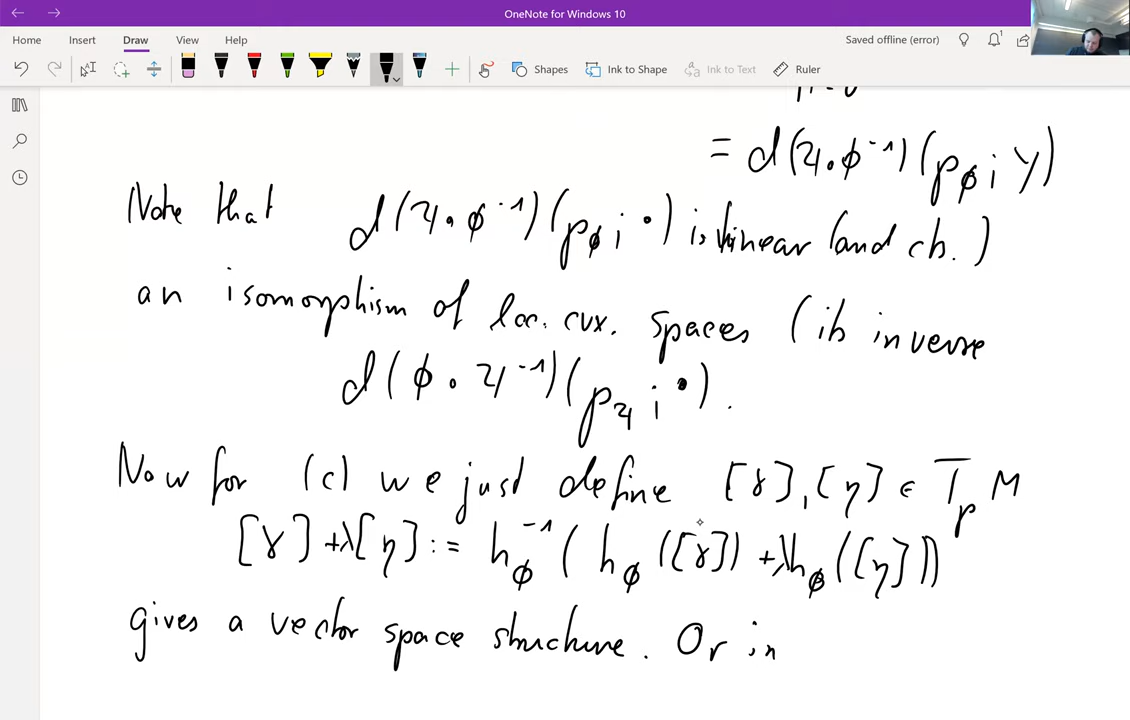 OneNote for Windows 10
Home Insert Draw View Help Saved offline (error)
Shapes Ink to Shape Ink to Text Ruler
= d(ψ∘φ⁻¹)(p_φ; y)
Note that d(ψ∘φ⁻¹)(p_φ; •) is linear (and cb.)
an isomorphism of loc. cvx. spaces (its inverse
d(φ∘ψ⁻¹)(p_ψ; •).
Now for (c) we just define [γ], [η] ∈ T_p M
[γ] + λ[η] := h_φ⁻¹(h_φ([γ]) + λh_φ([η]))
gives a vector space structure. Or in